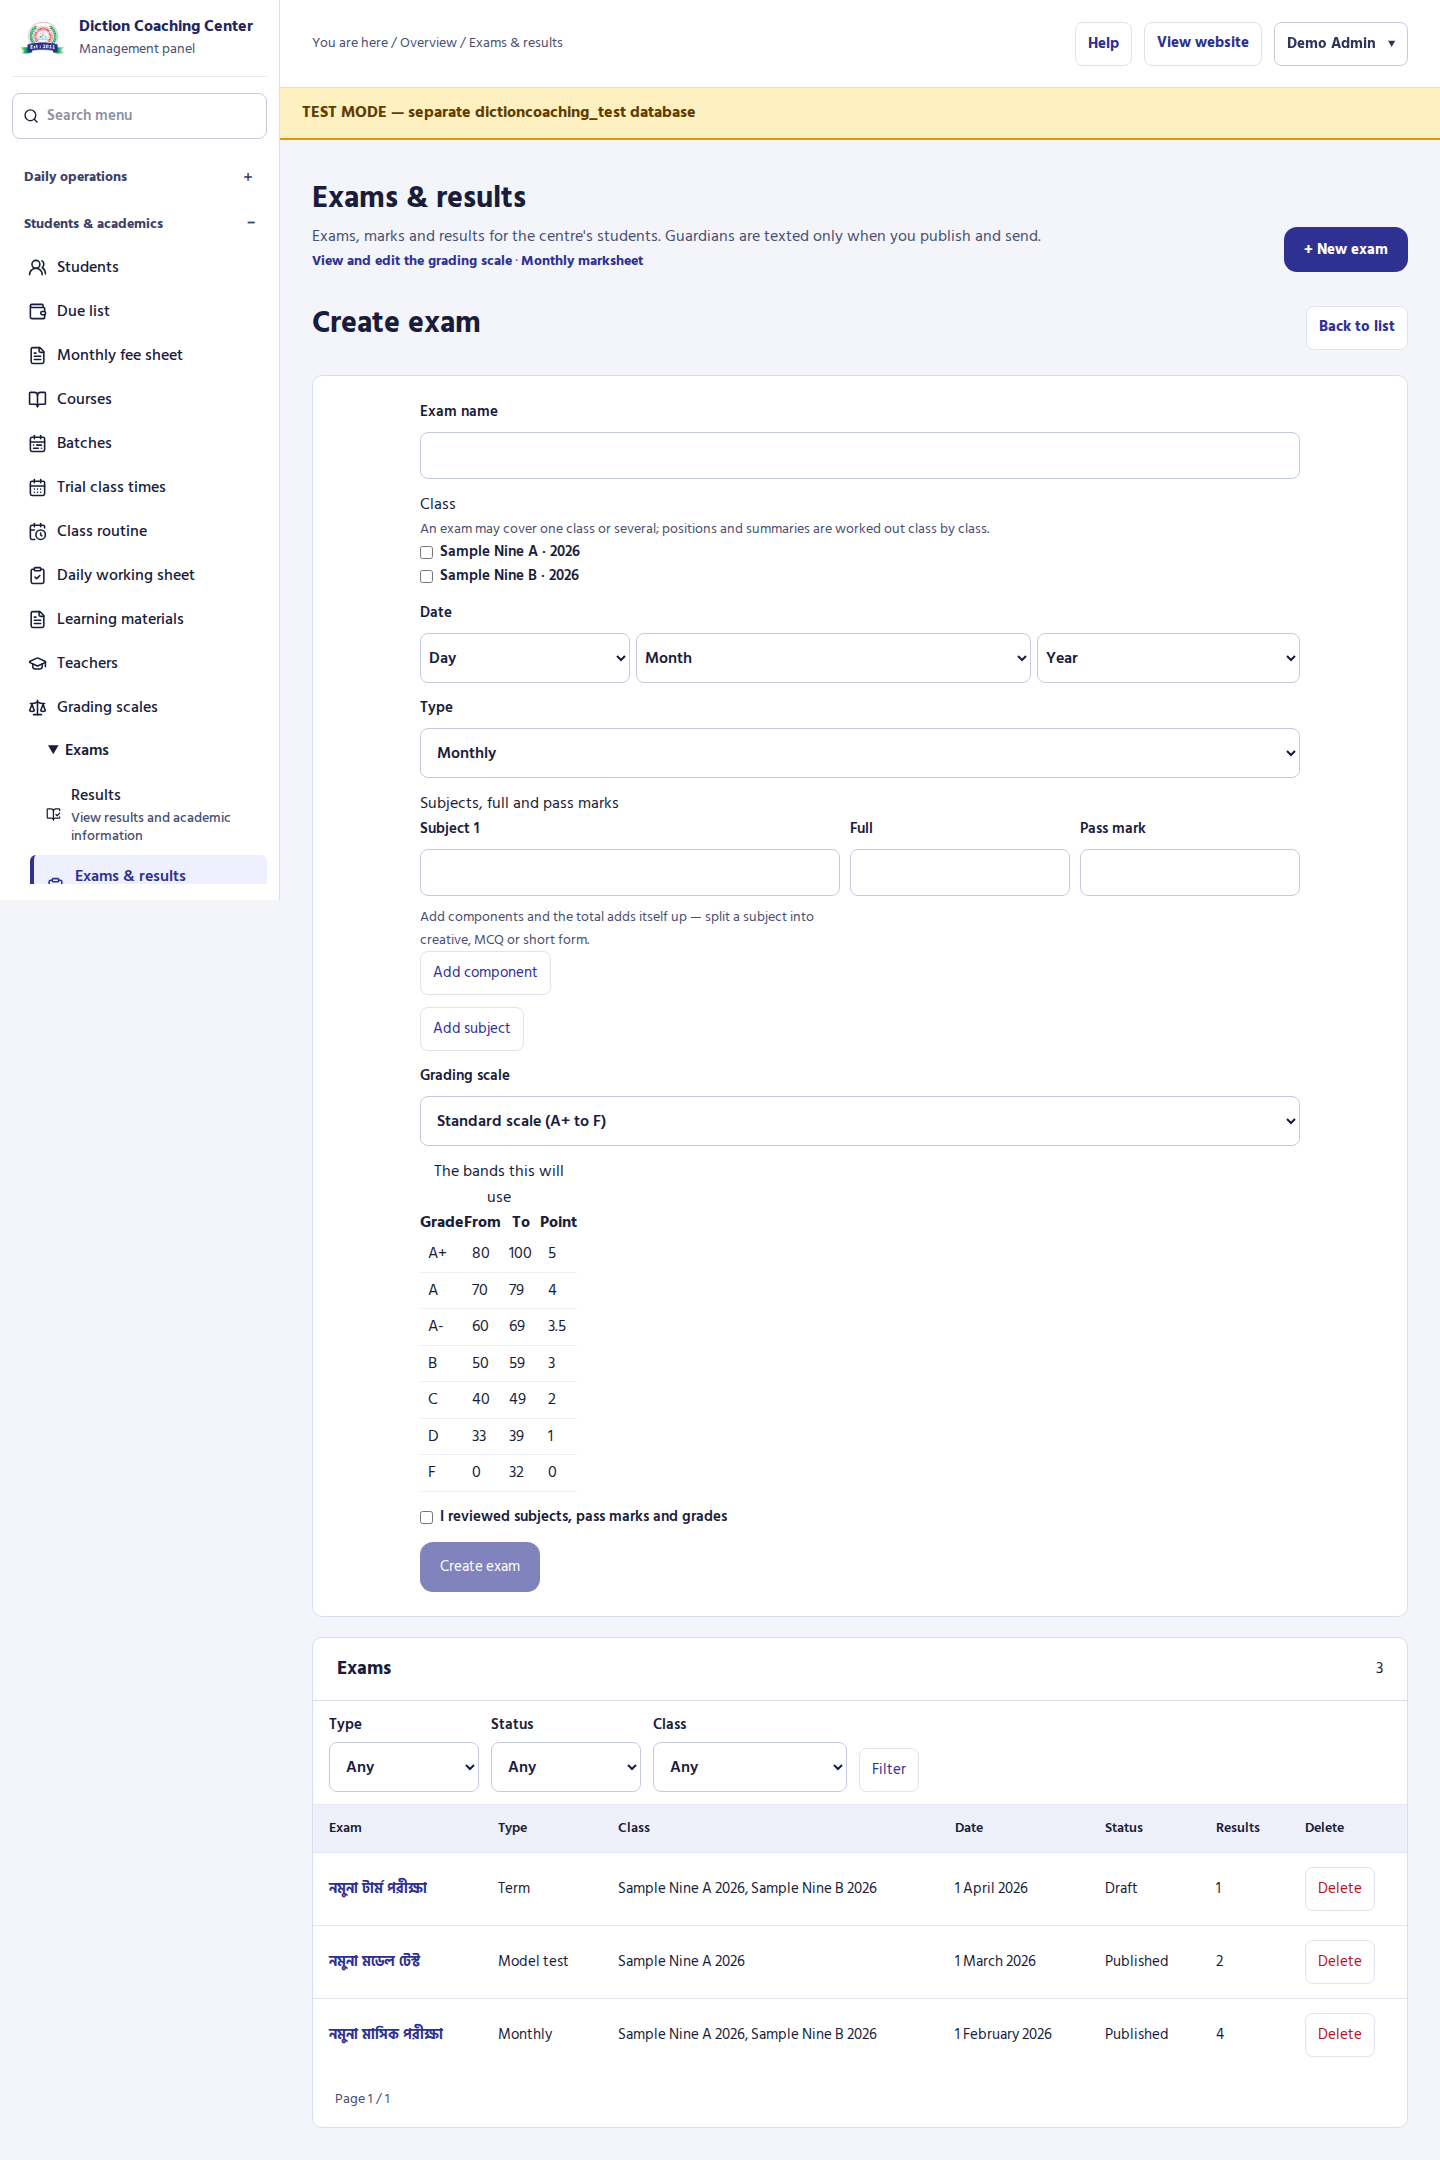 Diction Coaching Center
Management panel
Est : 2011
Search menu
Daily operations +
Students & academics −
Students
Due list
Monthly fee sheet
Courses
Batches
Trial class times
Class routine
Daily working sheet
Learning materials
Teachers
Grading scales
▼ Exams
Results
View results and academic
information
Exams & results
You are here / Overview / Exams & results
Help
View website
Demo Admin ▾
TEST MODE — separate dictioncoaching_test database
Exams & results
Exams, marks and results for the centre's students. Guardians are texted only when you publish and send.
View and edit the grading scale · Monthly marksheet
+ New exam
Create exam
Back to list
Exam name
Class
An exam may cover one class or several; positions and summaries are worked out class by class.
Sample Nine A · 2026
Sample Nine B · 2026
Date
Day Month Year
Type
Monthly
Subjects, full and pass marks
Subject 1 Full Pass mark
Add components and the total adds itself up — split a subject into
creative, MCQ or short form.
Add component
Add subject
Grading scale
Standard scale (A+ to F)
The bands this will
use
Grade From To Point
A+ 80 100 5
A 70 79 4
A- 60 69 3.5
B 50 59 3
C 40 49 2
D 33 39 1
F 0 32 0
I reviewed subjects, pass marks and grades
Create exam
Exams 3
Type Status Class
Any Any Any Filter
Exam Type Class Date Status Results Delete
নমুনা টার্ম পরীক্ষা Term Sample Nine A 2026, Sample Nine B 2026 1 April 2026 Draft 1 Delete
নমুনা মডেল টেস্ট Model test Sample Nine A 2026 1 March 2026 Published 2 Delete
নমুনা মাসিক পরীক্ষা Monthly Sample Nine A 2026, Sample Nine B 2026 1 February 2026 Published 4 Delete
Page 1 / 1